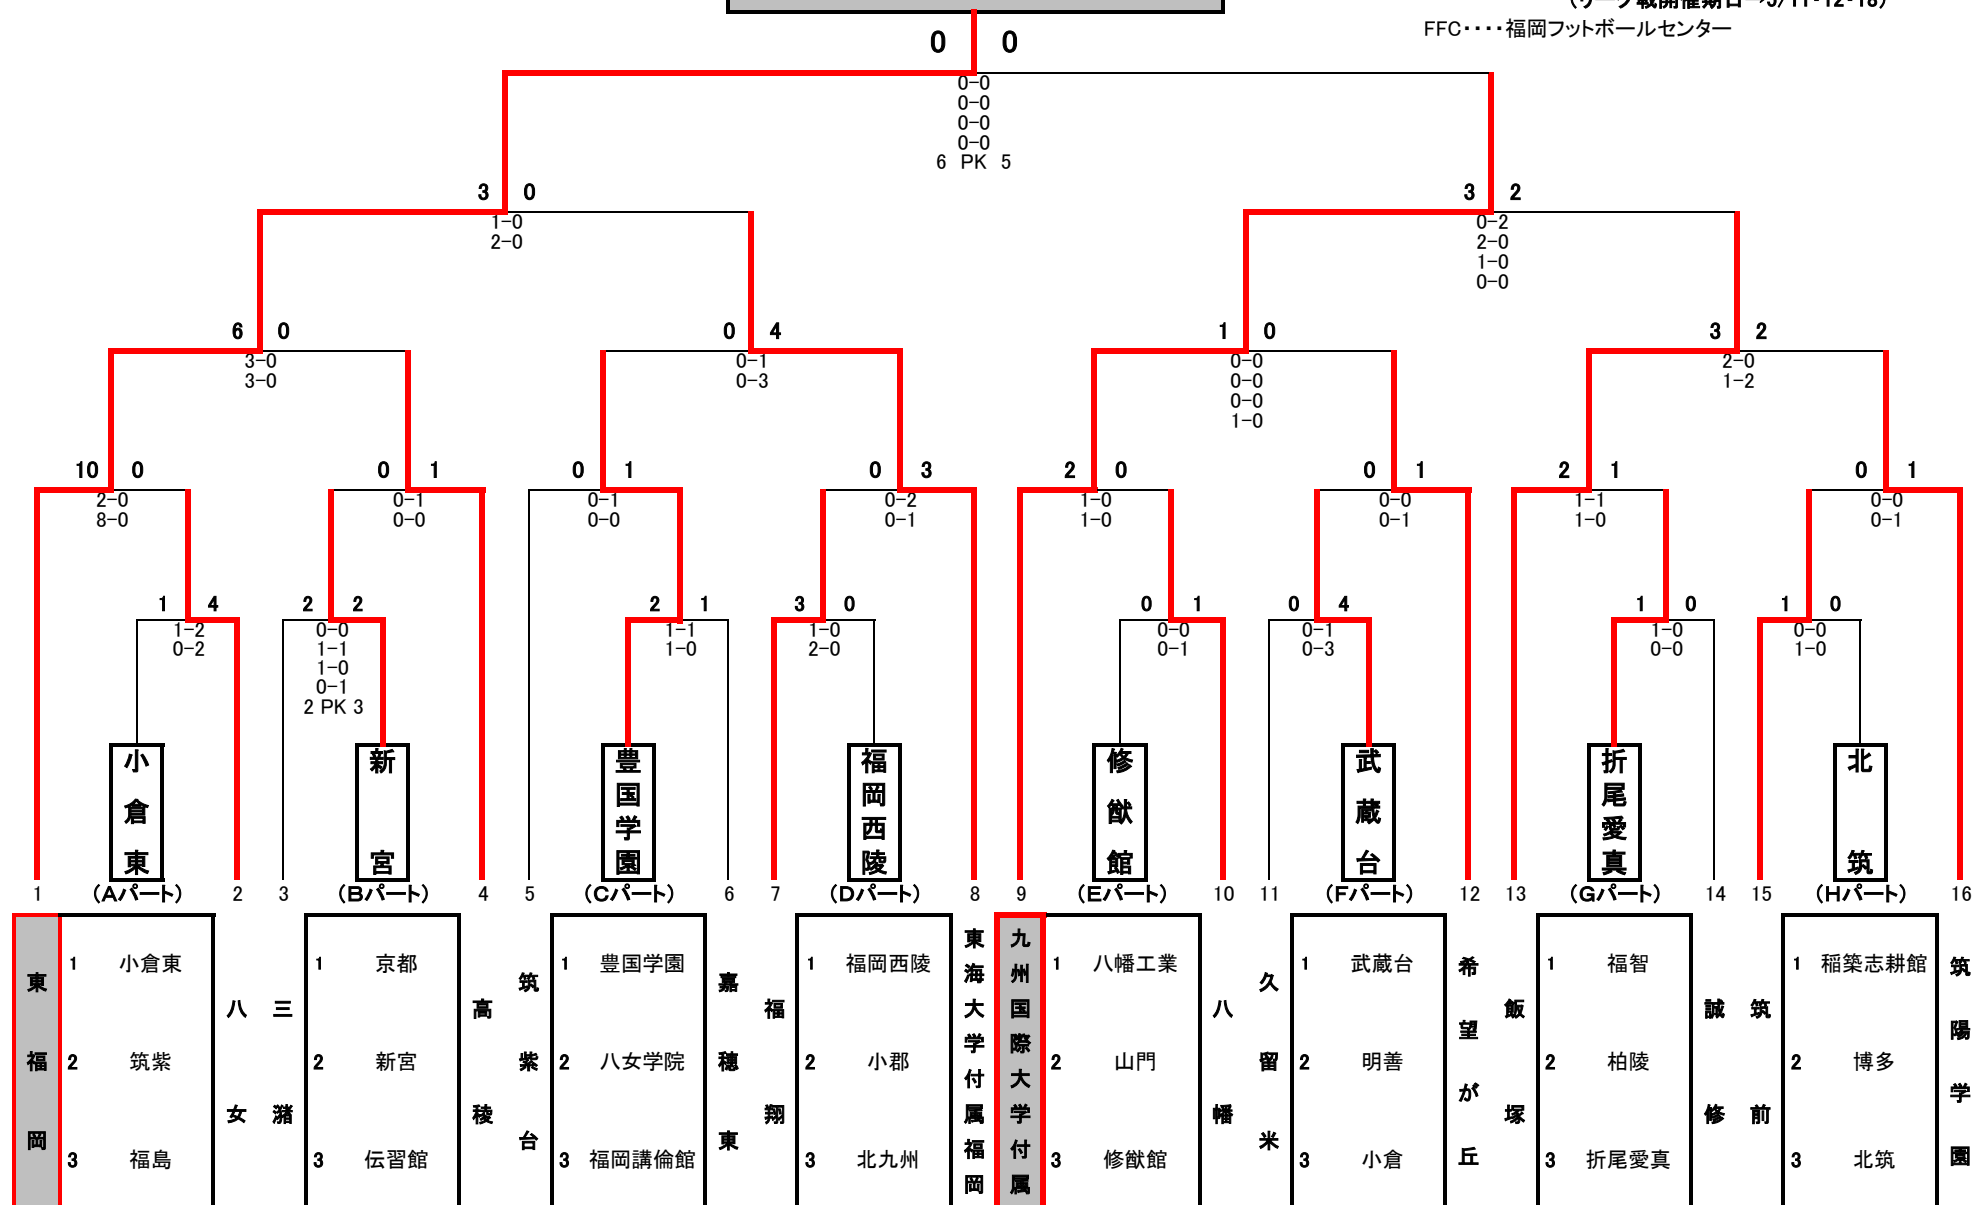 FFC････福岡フットボールセンター
0 0
0-0
0-0
0-0
0-0
6 PK 5
3 0
1-0
2-0
3 2
0-2
2-0
1-0
0-0
6 0
3-0
3-0
0 4
0-1
0-3
1 0
0-0
0-0
0-0
1-0
3 2
2-0
1-2
10 0
2-0
8-0
0 1
0-1
0-0
0 1
0-1
0-0
0 3
0-2
0-1
2 0
1-0
1-0
0 1
0-0
0-1
2 1
1-1
1-0
0 1
0-0
0-1
1 4
1-2
0-2
2 2
0-0
1-1
1-0
0-1
2 PK 3
2 1
1-1
1-0
3 0
1-0
2-0
0 1
0-0
0-1
0 4
0-1
0-3
1 0
1-0
0-0
1 0
0-0
1-0
小倉東
新宮
豊国学園
福岡西陵
修猷館
武蔵台
折尾愛真
北筑
1 (Aパート) 2 3 (Bパート) 4 5 (Cパート) 6 7 (Dパート) 8 9 (Eパート) 10 11 (Fパート) 12 13 (Gパート) 14 15 (Hパート) 16
東福岡
1 小倉東
2 筑紫
3 福島
八女
三潴
1 京都
2 新宮
3 伝習館
高稜
筑紫台
1 豊国学園
2 八女学院
3 福岡講倫館
嘉穂東
福翔
1 福岡西陵
2 小郡
3 北九州
東海大学付属福岡
九州国際大学付属
1 八幡工業
2 山門
3 修猷館
八幡
久留米
1 武蔵台
2 明善
3 小倉
希望が丘
飯塚
1 福智
2 柏陵
3 折尾愛真
誠修
筑前
1 稲築志耕館
2 博多
3 北筑
筑陽学園